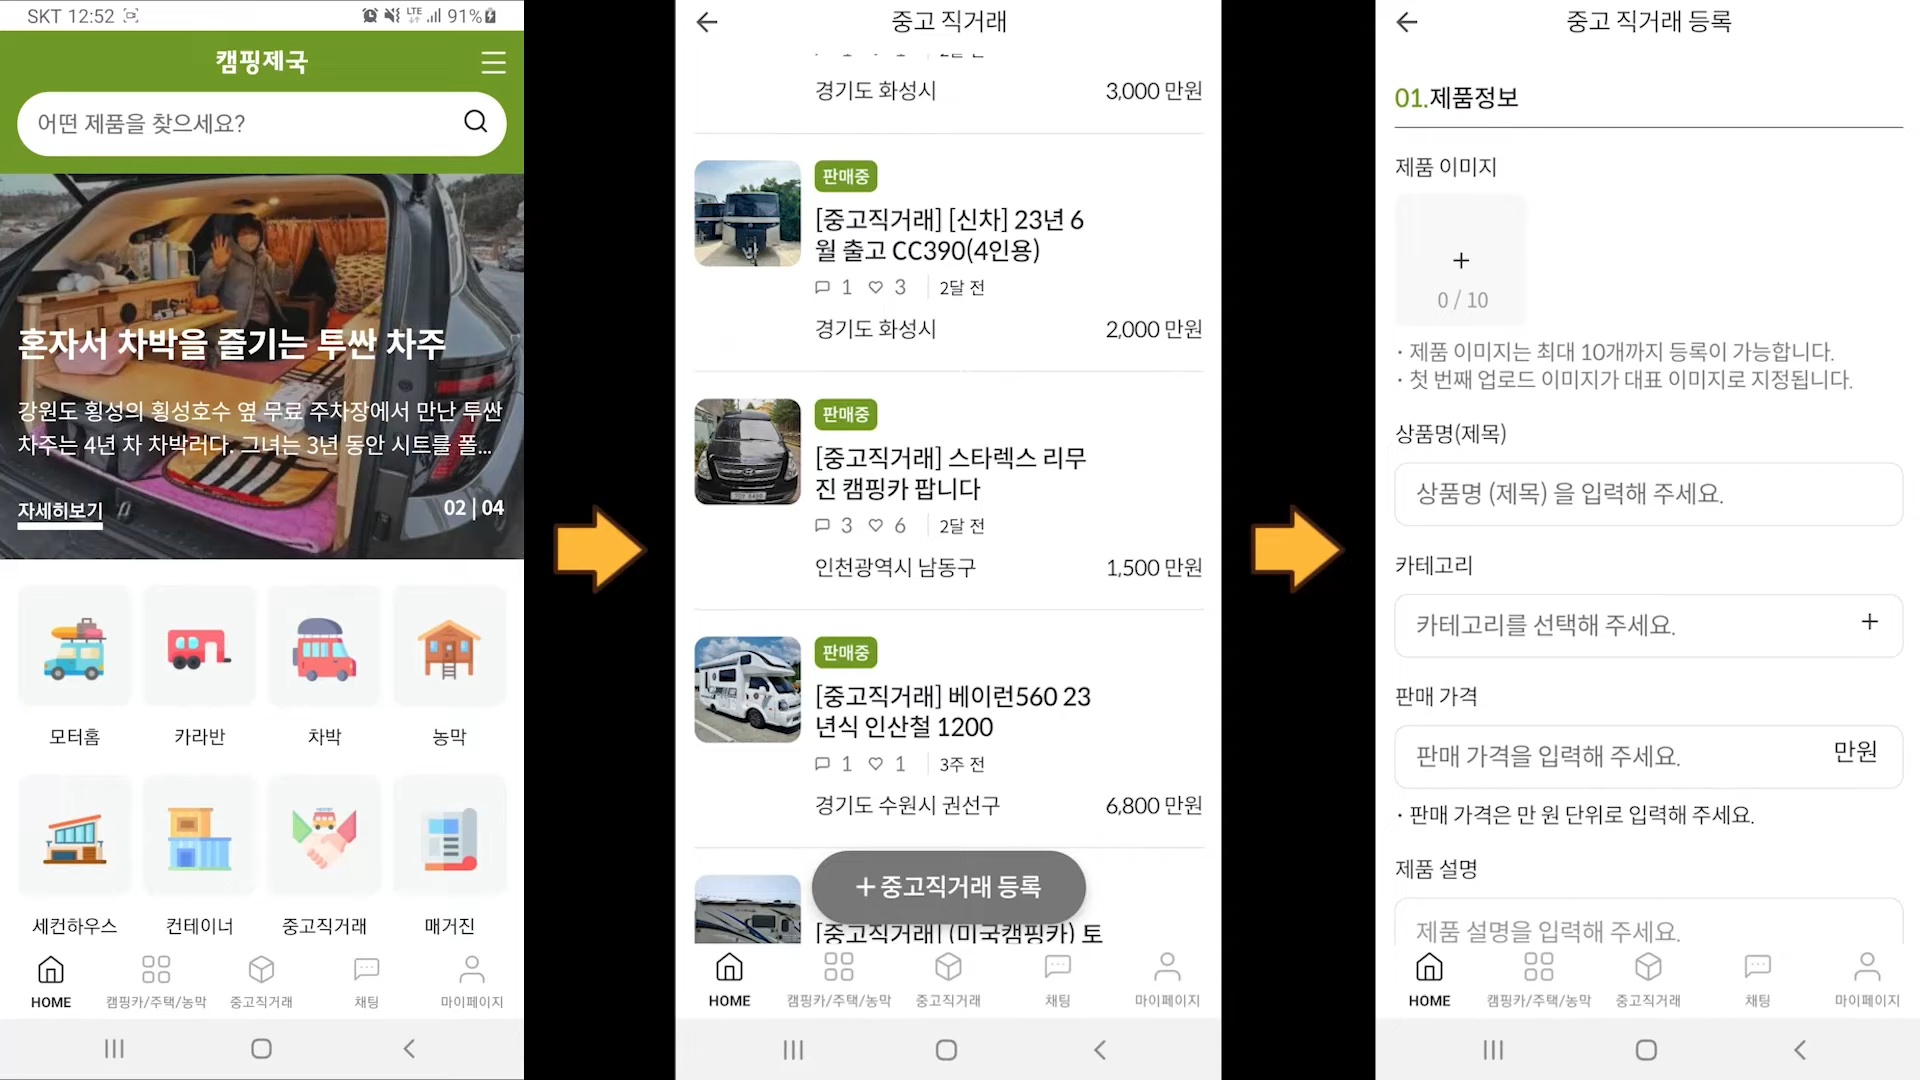 SKT 12:52
LTE
91%
캠핑제국
어떤 제품을 찾으세요?
혼자서 차박을 즐기는 투싼 차주
강원도 횡성의 횡성호수 옆 무료 주차장에서 만난 투싼
차주는 4년 차 차박러다. 그녀는 3년 동안 시트를 폴...
자세히보기
02 | 04
모터홈
카라반
차박
농막
세컨하우스
컨테이너
중고직거래
매거진
HOME
캠핑카/주택/농막
중고직거래
채팅
마이페이지
중고 직거래
경기도 화성시
3,000 만원
판매중
[중고직거래] [신차] 23년 6
월 출고 CC390(4인용)
1 3 2달 전
경기도 화성시
2,000 만원
판매중
[중고직거래] 스타렉스 리무
진 캠핑카 팝니다
3 6 2달 전
인천광역시 남동구
1,500 만원
판매중
[중고직거래] 베이런560 23
년식 인산철 1200
1 1 3주 전
경기도 수원시 권선구
6,800 만원
+ 중고직거래 등록
[중고직거래] (미국캠핑카) 토
HOME
캠핑카/주택/농막
중고직거래
채팅
마이페이지
중고 직거래 등록
01.제품정보
제품 이미지
+
0 / 10
· 제품 이미지는 최대 10개까지 등록이 가능합니다.
· 첫 번째 업로드 이미지가 대표 이미지로 지정됩니다.
상품명(제목)
상품명 (제목) 을 입력해 주세요.
카테고리
카테고리를 선택해 주세요.
+
판매 가격
판매 가격을 입력해 주세요.
만원
· 판매 가격은 만 원 단위로 입력해 주세요.
제품 설명
제품 설명을 입력해 주세요.
HOME
캠핑카/주택/농막
중고직거래
채팅
마이페이지